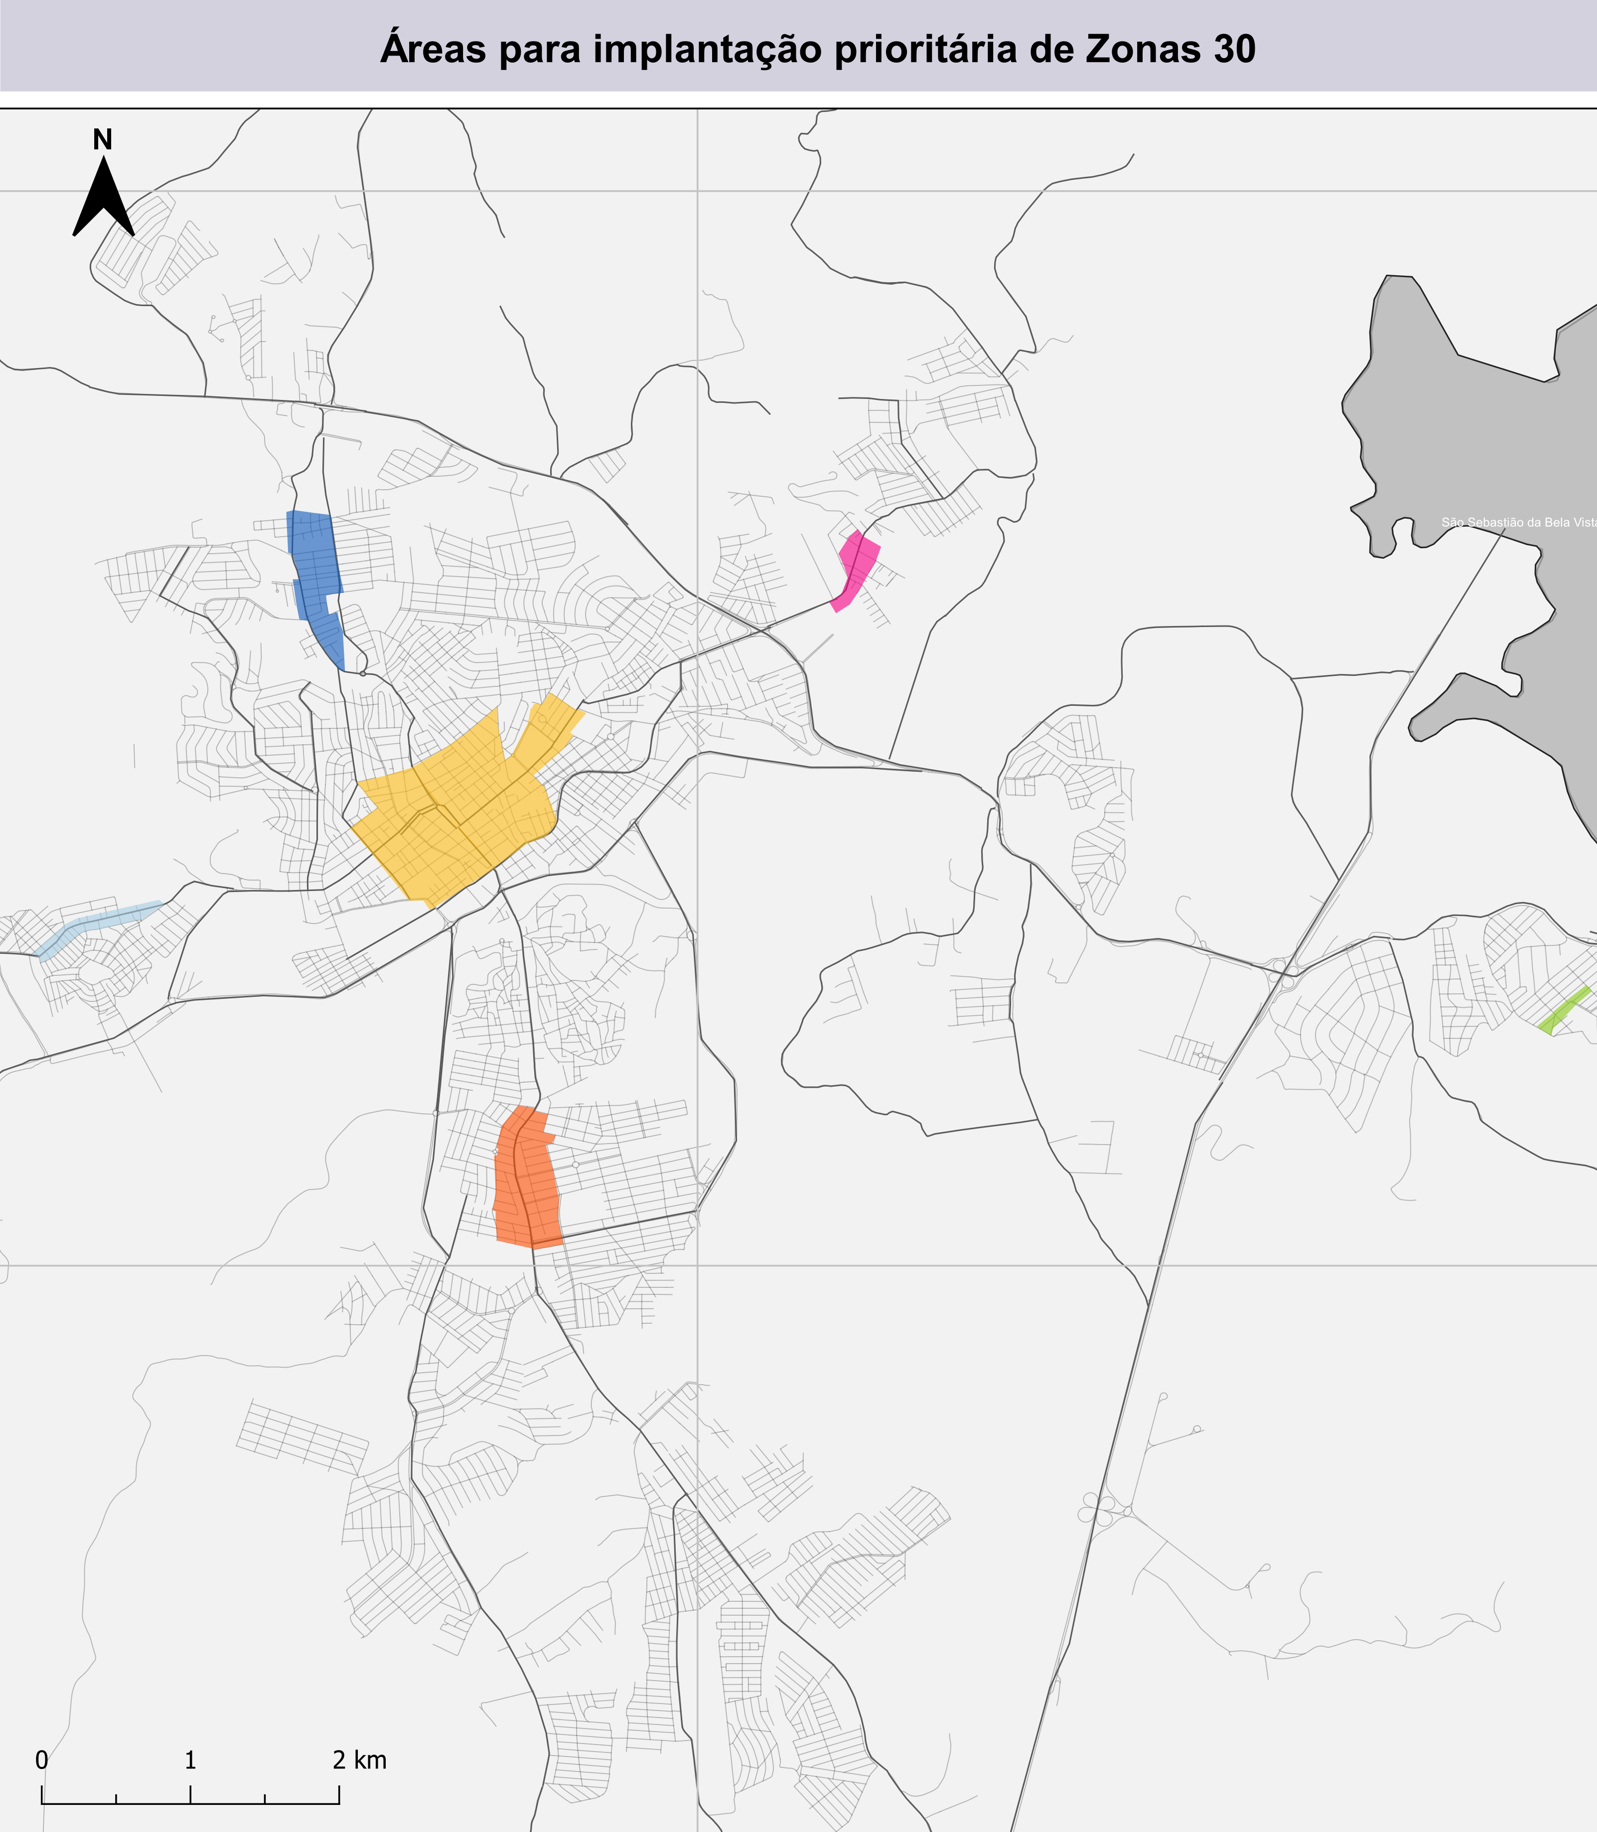 Áreas para implantação prioritária de Zonas 30
N
São Sebastião da Bela Vista
0 1 2 km